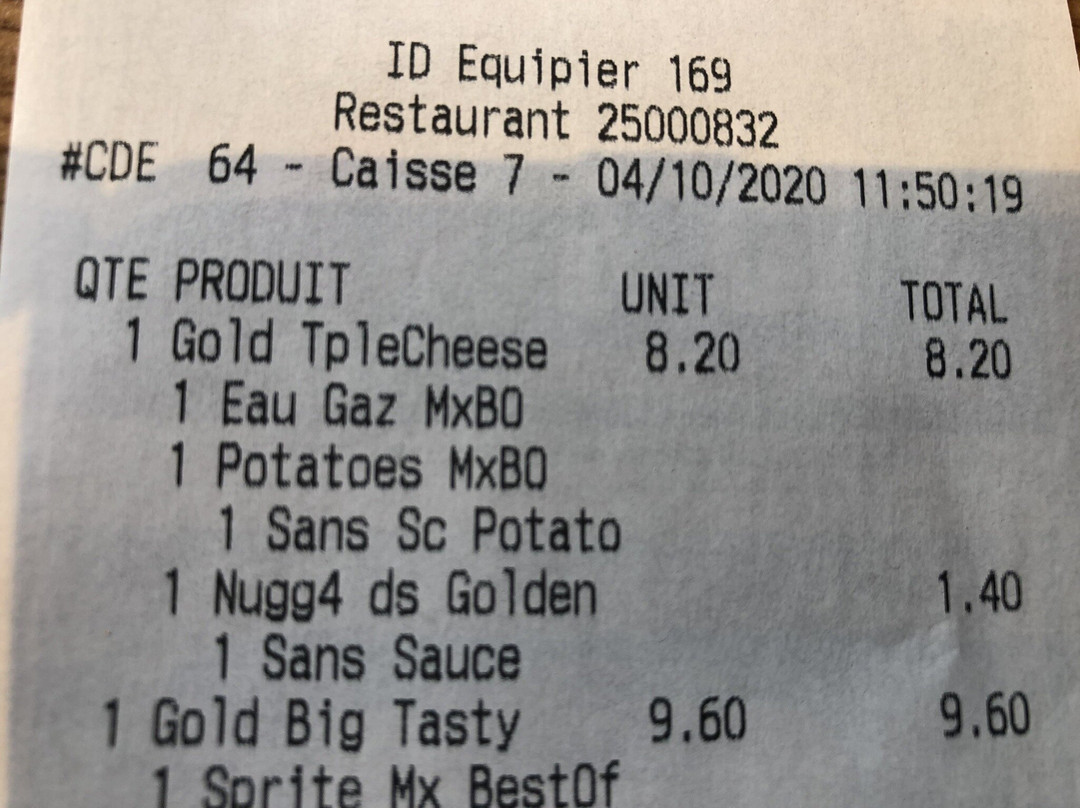 ID Equipier 169
Restaurant 25000832
#CDE 64 - Caisse 7 - 04/10/2020 11:50:19
QTE PRODUIT UNIT TOTAL
1 Gold TpleCheese 8.20 8.20
1 Eau Gaz MxBO
1 Potatoes MxBO
1 Sans Sc Potato
1 Nugg4 ds Golden 1.40
1 Sans Sauce
1 Gold Big Tasty 9.60 9.60
1 Sprite Mx BestOf